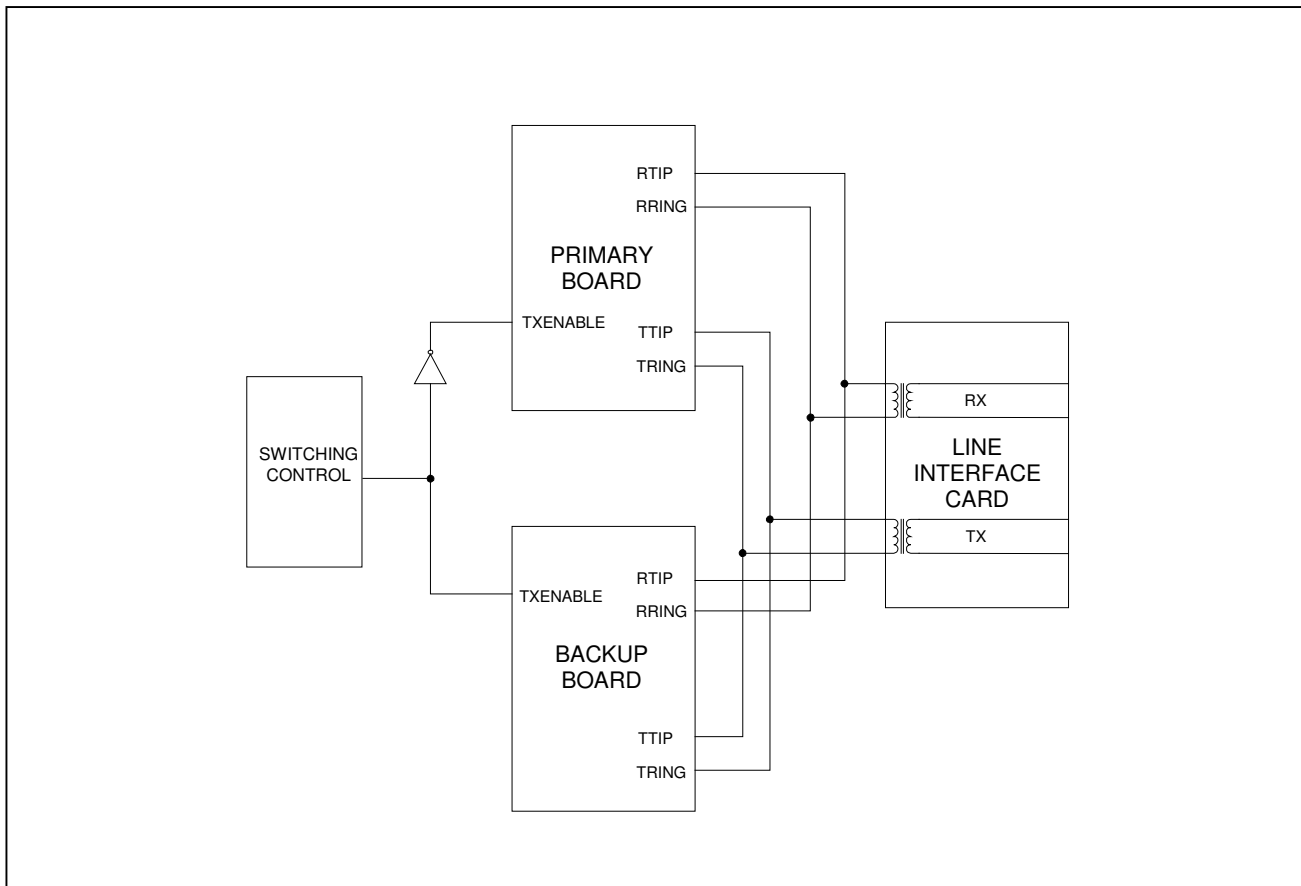 RTIP
RRING
PRIMARY
BOARD
TXENABLE
TTIP
TRING
SWITCHING
CONTROL
RX
LINE
INTERFACE
CARD
TX
RTIP
TXENABLE
RRING
BACKUP
BOARD
TTIP
TRING